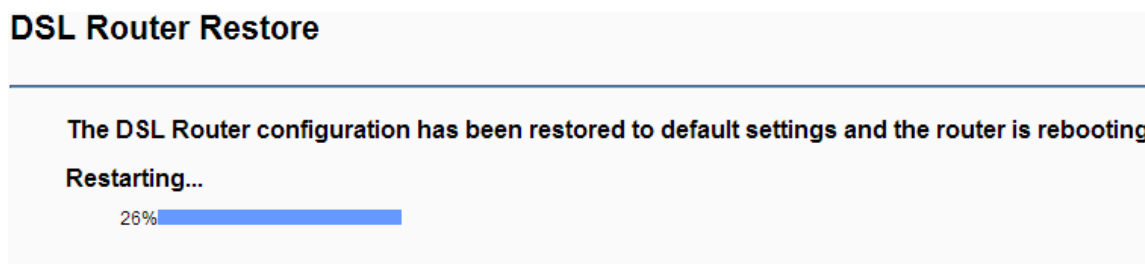 DSL Router Restore
The DSL Router configuration has been restored to default settings and the router is rebooting
Restarting...
26%